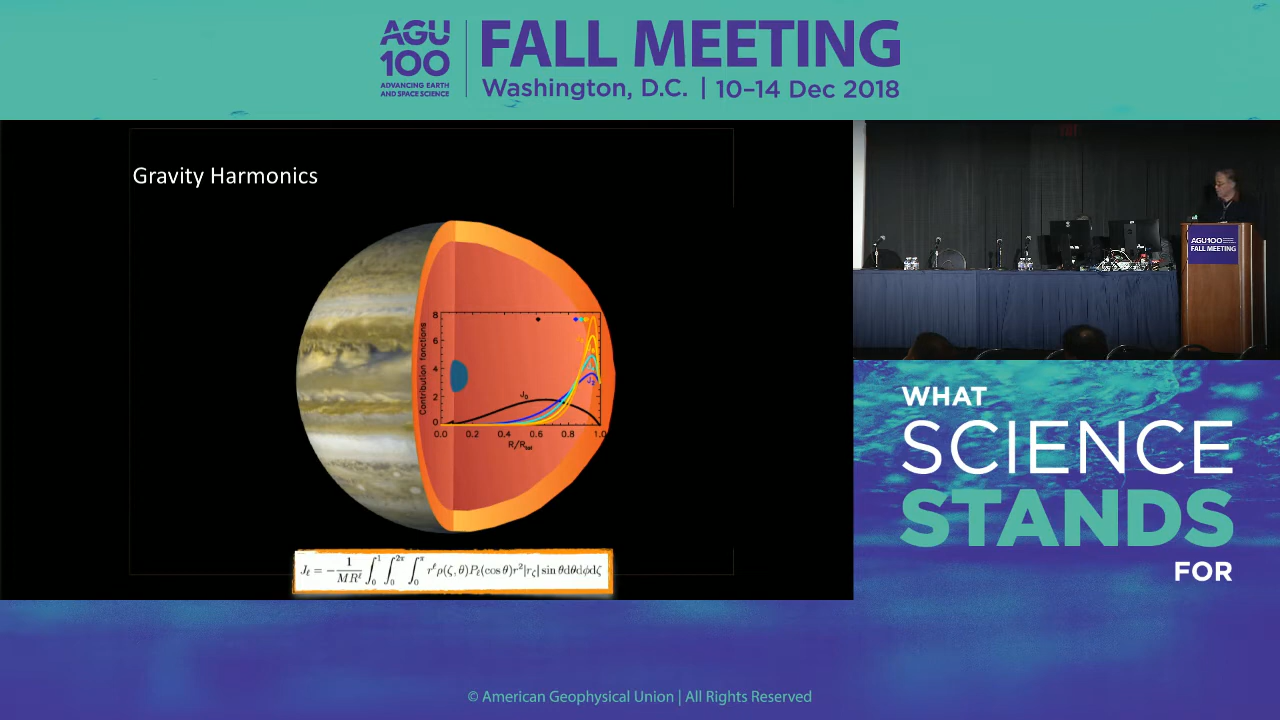 AGU
100
ADVANCING EARTH
AND SPACE SCIENCE
FALL MEETING
Washington, D.C. | 10–14 Dec 2018
Gravity Harmonics
Contribution functions
8
6
4
2
0
J₀
J₂
0.0 0.2 0.4 0.6 0.8 1.0
R/Rtot
J_ℓ = − 1/(MR^ℓ) ∫₀¹ ∫₀^2π ∫₀^π r^ℓ ρ(ζ, θ)P_ℓ(cos θ)r²|r_ζ| sin θdθdϕdζ
AGU100
FALL MEETING
WHAT
SCIENCE
STANDS
FOR
© American Geophysical Union | All Rights Reserved